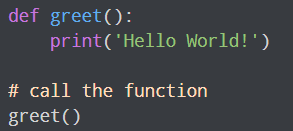 def greet():
    print('Hello World!')

# call the function
greet()